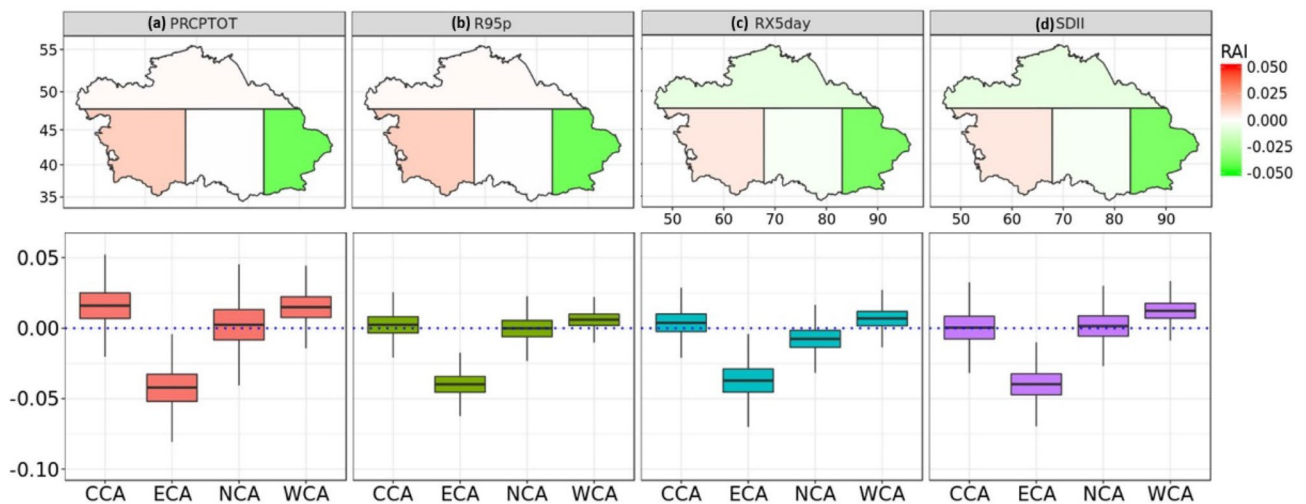 (a) PRCPTOT
(b) R95p
(c) RX5day
(d) SDII
55
50
45
40
35
50 60 70 80 90
50 60 70 80 90
RAI
0.050
0.025
0.000
-0.025
-0.050
0.05
0.00
-0.05
-0.10
CCA ECA NCA WCA
CCA ECA NCA WCA
CCA ECA NCA WCA
CCA ECA NCA WCA